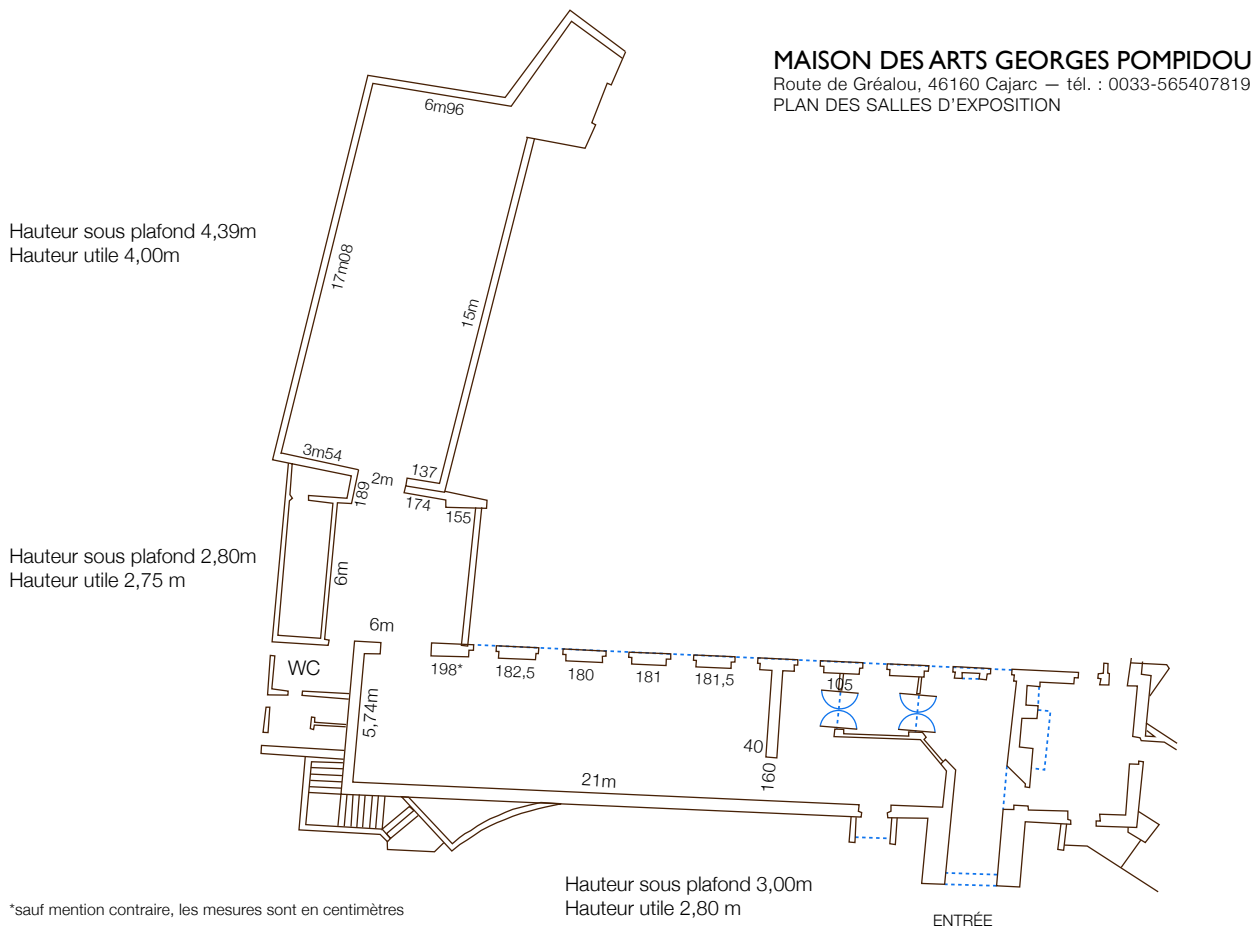 MAISON DES ARTS GEORGES POMPIDOU
Route de Gréalou, 46160 Cajarc — tél. : 0033-565407819
PLAN DES SALLES D'EXPOSITION
6m96
Hauteur sous plafond 4,39m
Hauteur utile 4,00m
17m08
15m
3m54
2m
137
189
174
155
Hauteur sous plafond 2,80m
Hauteur utile 2,75 m
6m
6m
WC
198*
182,5
180
181
181,5
105
5,74m
40
160
21m
Hauteur sous plafond 3,00m
Hauteur utile 2,80 m
*sauf mention contraire, les mesures sont en centimètres
ENTRÉE